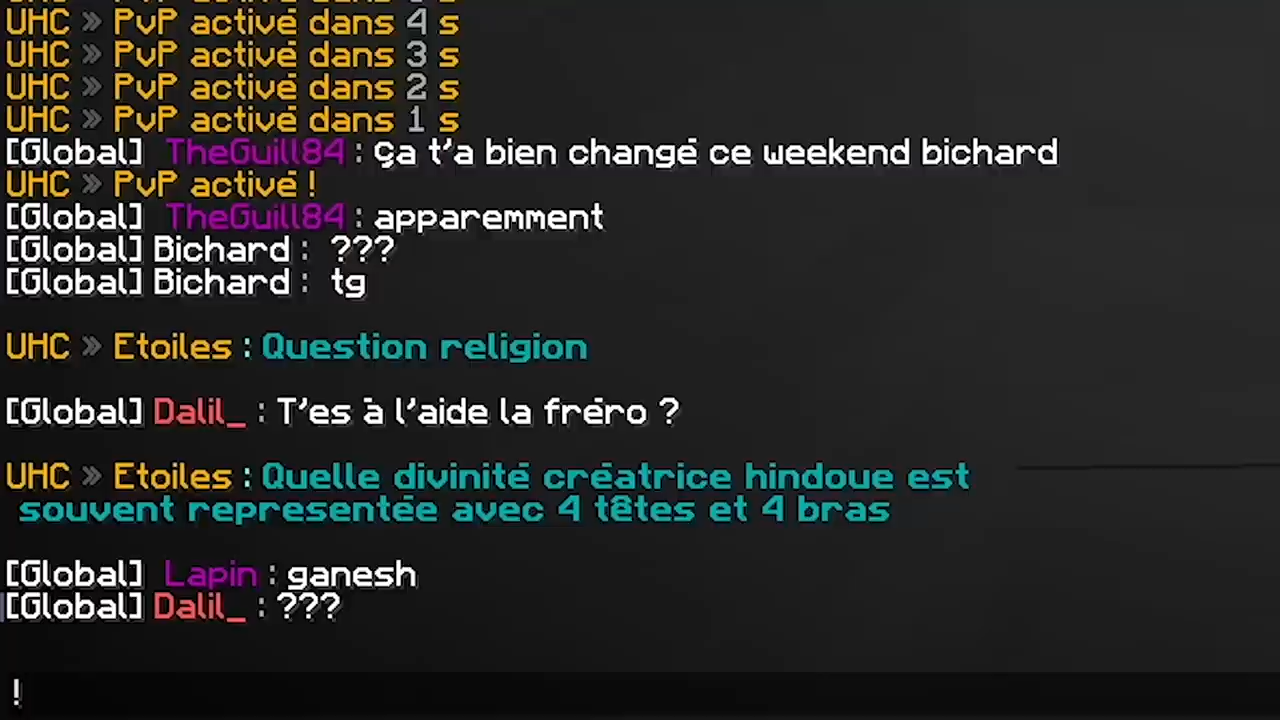 UHC » PvP activé dans 4 s
UHC » PvP activé dans 3 s
UHC » PvP activé dans 2 s
UHC » PvP activé dans 1 s
[Global] TheGuill84 : ça t'a bien changé ce weekend bichard
UHC » PvP activé !
[Global] TheGuill84 : apparemment
[Global] Bichard : ???
[Global] Bichard : tg
UHC » Etoiles : Question religion
[Global] Dalil_ : T'es à l'aide la fréro ?
UHC » Etoiles : Quelle divinité créatrice hindoue est
souvent representée avec 4 têtes et 4 bras
[Global] Lapin : ganesh
[Global] Dalil_ : ???
!